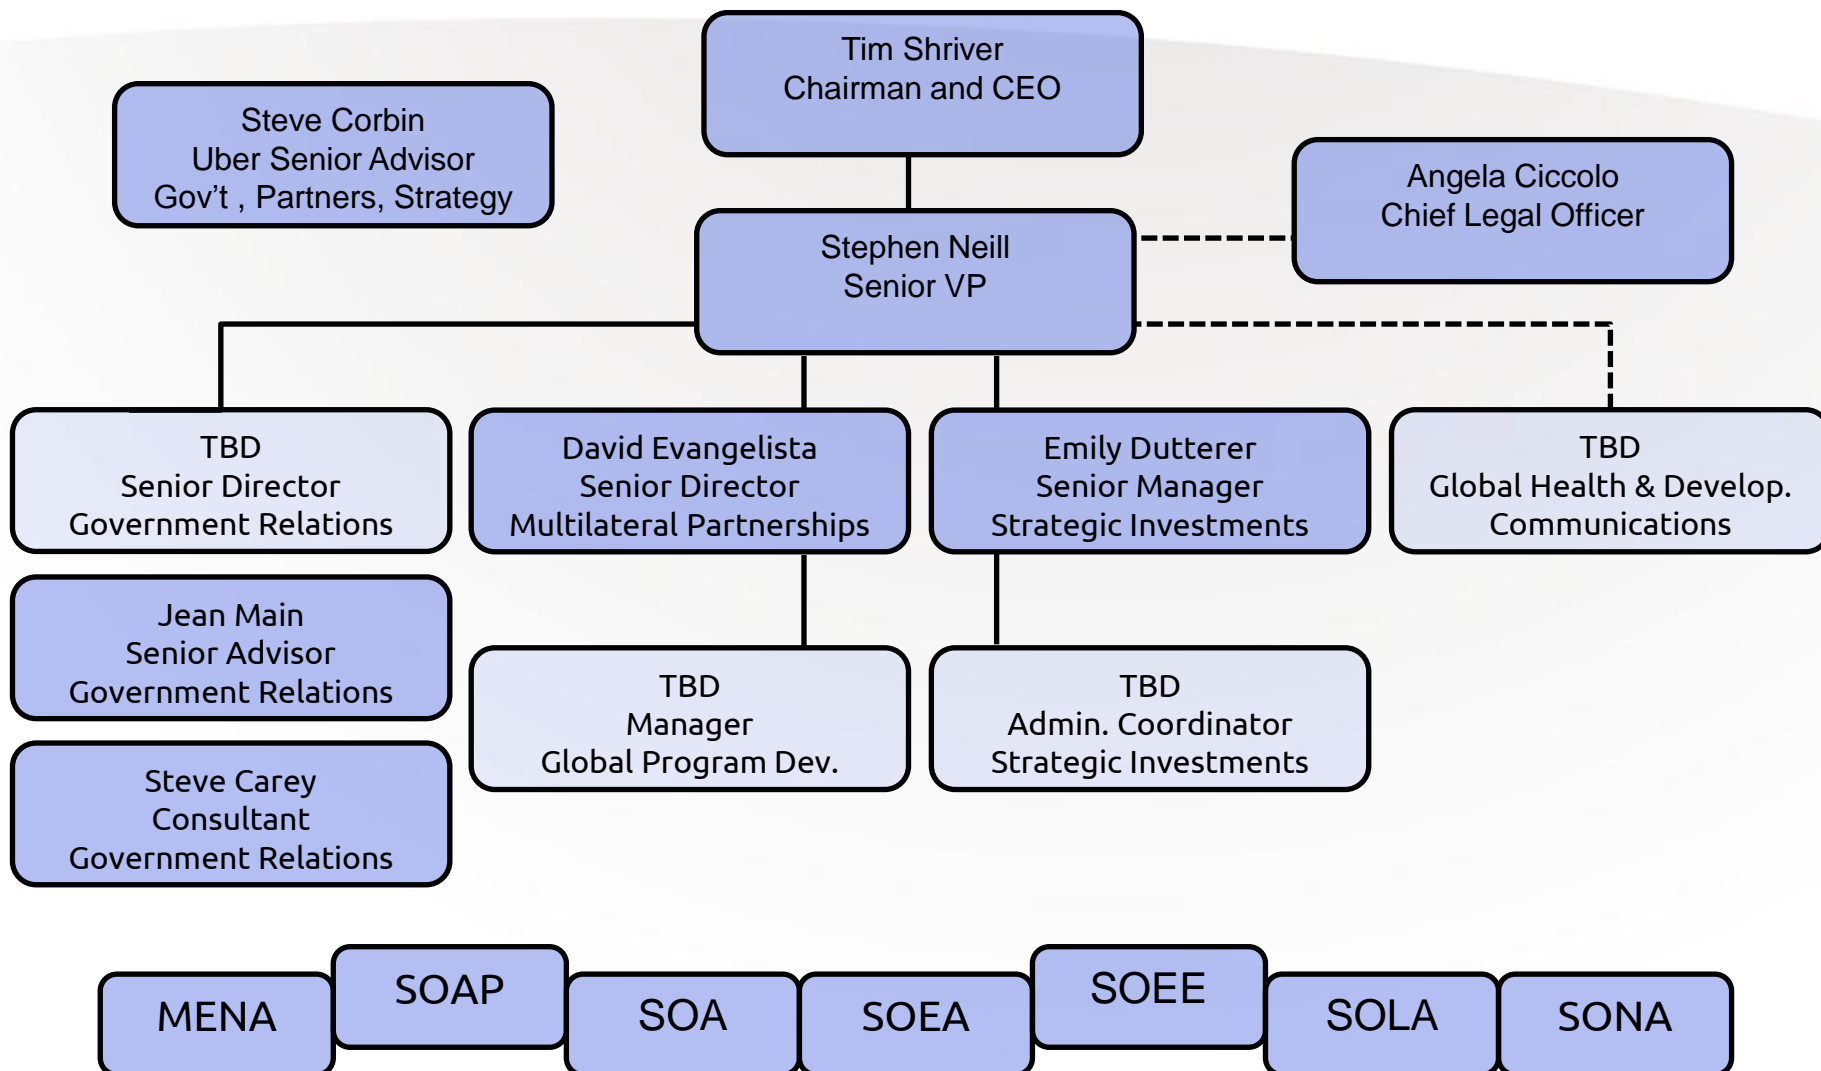 Tim Shriver
Chairman and CEO
Steve Corbin
Uber Senior Advisor
Gov’t , Partners, Strategy
Angela Ciccolo
Chief Legal Officer
Stephen Neill
Senior VP
TBD
Senior Director
Government Relations
David Evangelista
Senior Director
Multilateral Partnerships
Emily Dutterer
Senior Manager
Strategic Investments
TBD
Global Health & Develop.
Communications
Jean Main
Senior Advisor
Government Relations
TBD
Manager
Global Program Dev.
TBD
Admin. Coordinator
Strategic Investments
Steve Carey
Consultant
Government Relations
MENA
SOAP
SOA
SOEA
SOEE
SOLA
SONA